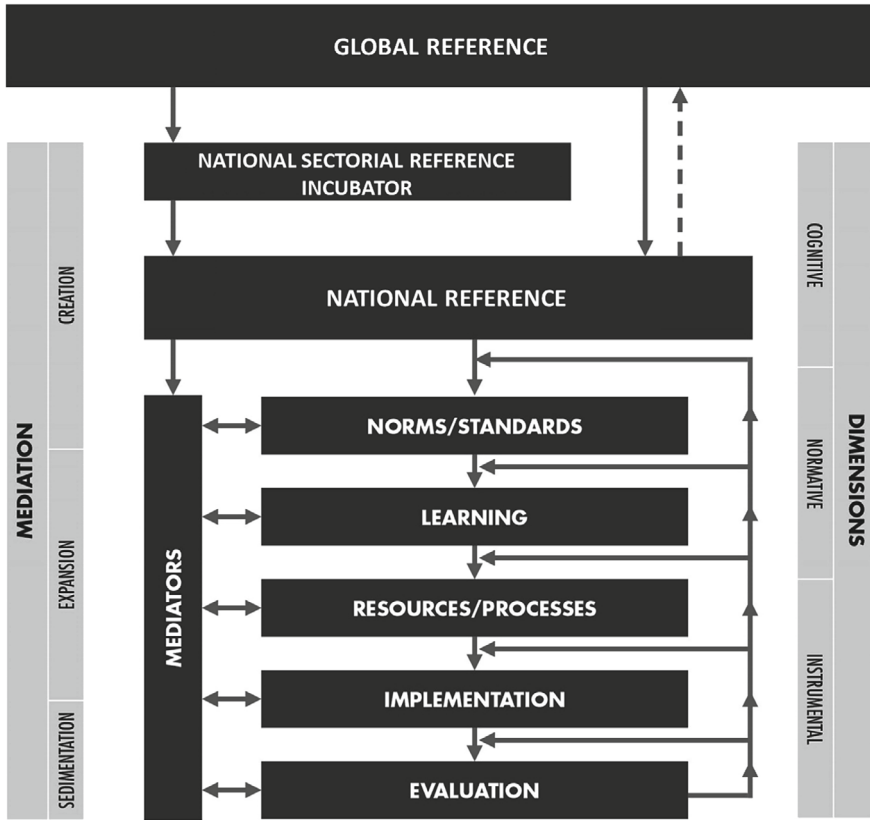 GLOBAL REFERENCE
NATIONAL SECTORIAL REFERENCE
INCUBATOR
NATIONAL REFERENCE
MEDIATION
CREATION
EXPANSION
SEDIMENTATION
MEDIATORS
NORMS/STANDARDS
LEARNING
RESOURCES/PROCESSES
IMPLEMENTATION
EVALUATION
COGNITIVE
NORMATIVE
INSTRUMENTAL
DIMENSIONS